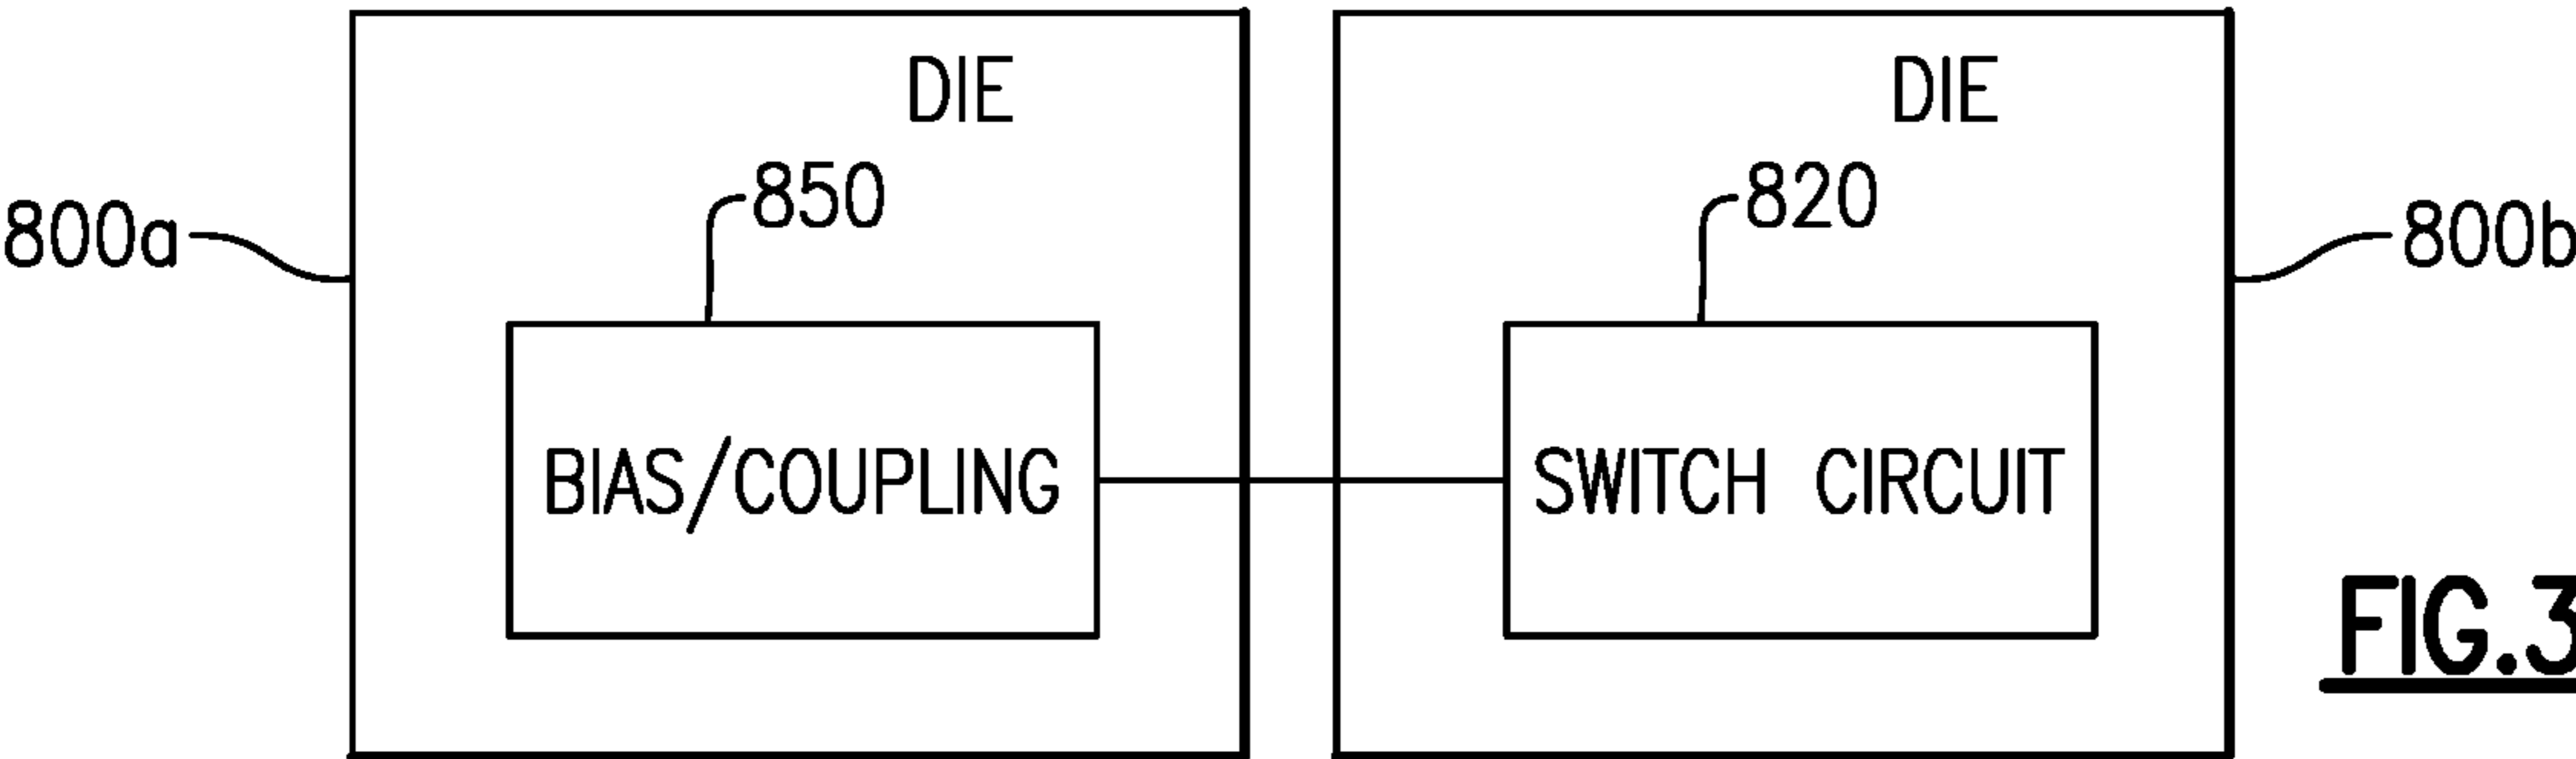 DIE
DIE
850
820
800a
800b
BIAS/COUPLING
SWITCH CIRCUIT
FIG.3